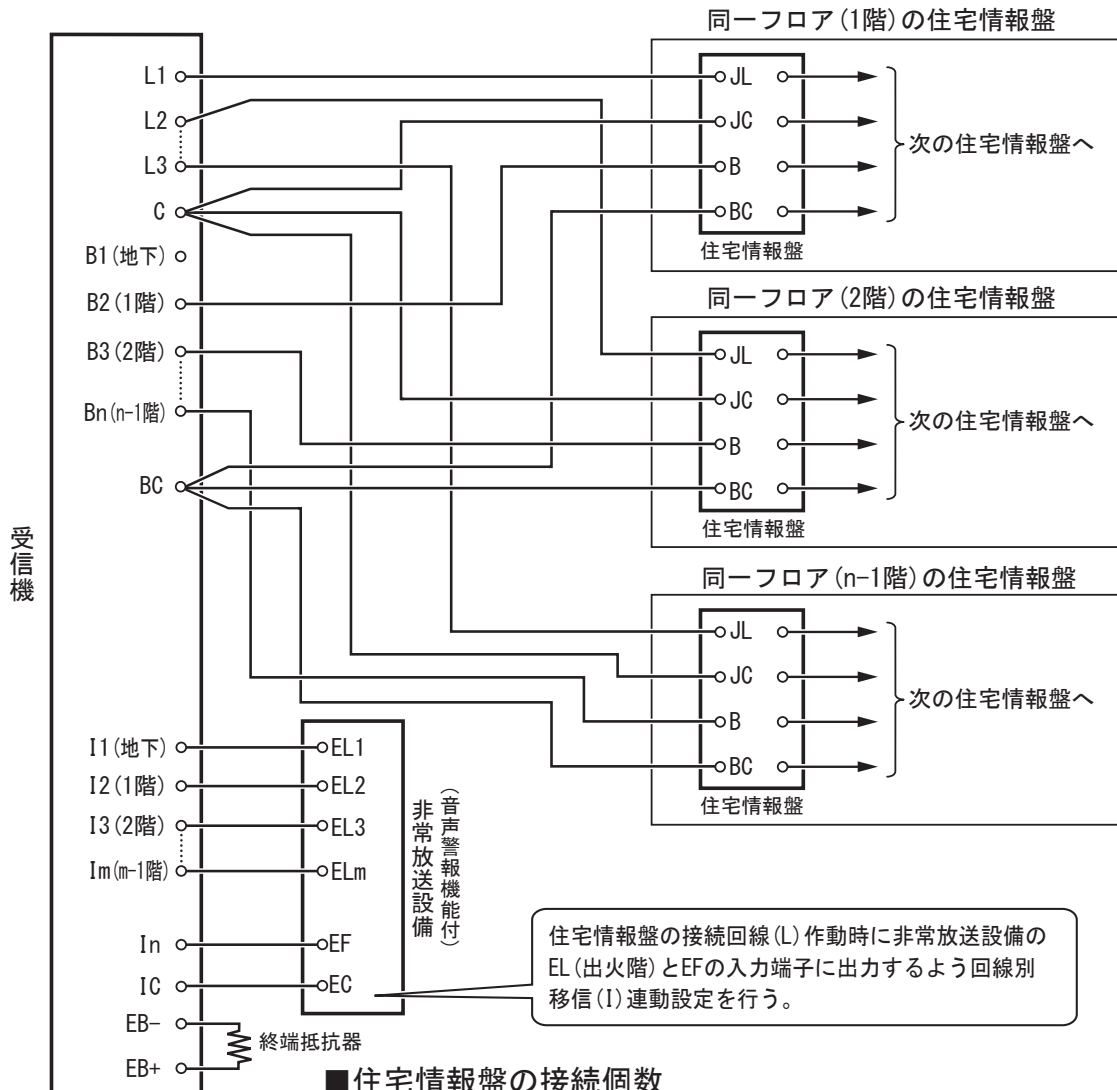 同一フロア(1階)の住宅情報盤
L1
L2
L3
C
B1(地下)
B2(1階)
B3(2階)
Bn(n-1階)
BC
受信機
JL
JC
B
BC
次の住宅情報盤へ
住宅情報盤
同一フロア(2階)の住宅情報盤
JL
JC
B
BC
次の住宅情報盤へ
住宅情報盤
同一フロア(n-1階)の住宅情報盤
JL
JC
B
BC
次の住宅情報盤へ
住宅情報盤
I1(地下)
I2(1階)
I3(2階)
Im(m-1階)
In
IC
EB-
EB+
EL1
EL2
EL3
ELm
EF
EC
非常放送設備
(音声警報機能付)
終端抵抗器
住宅情報盤の接続回線(L)作動時に非常放送設備の
EL(出火階)とEFの入力端子に出力するよう回線別
移信(I)連動設定を行う。
■住宅情報盤の接続個数